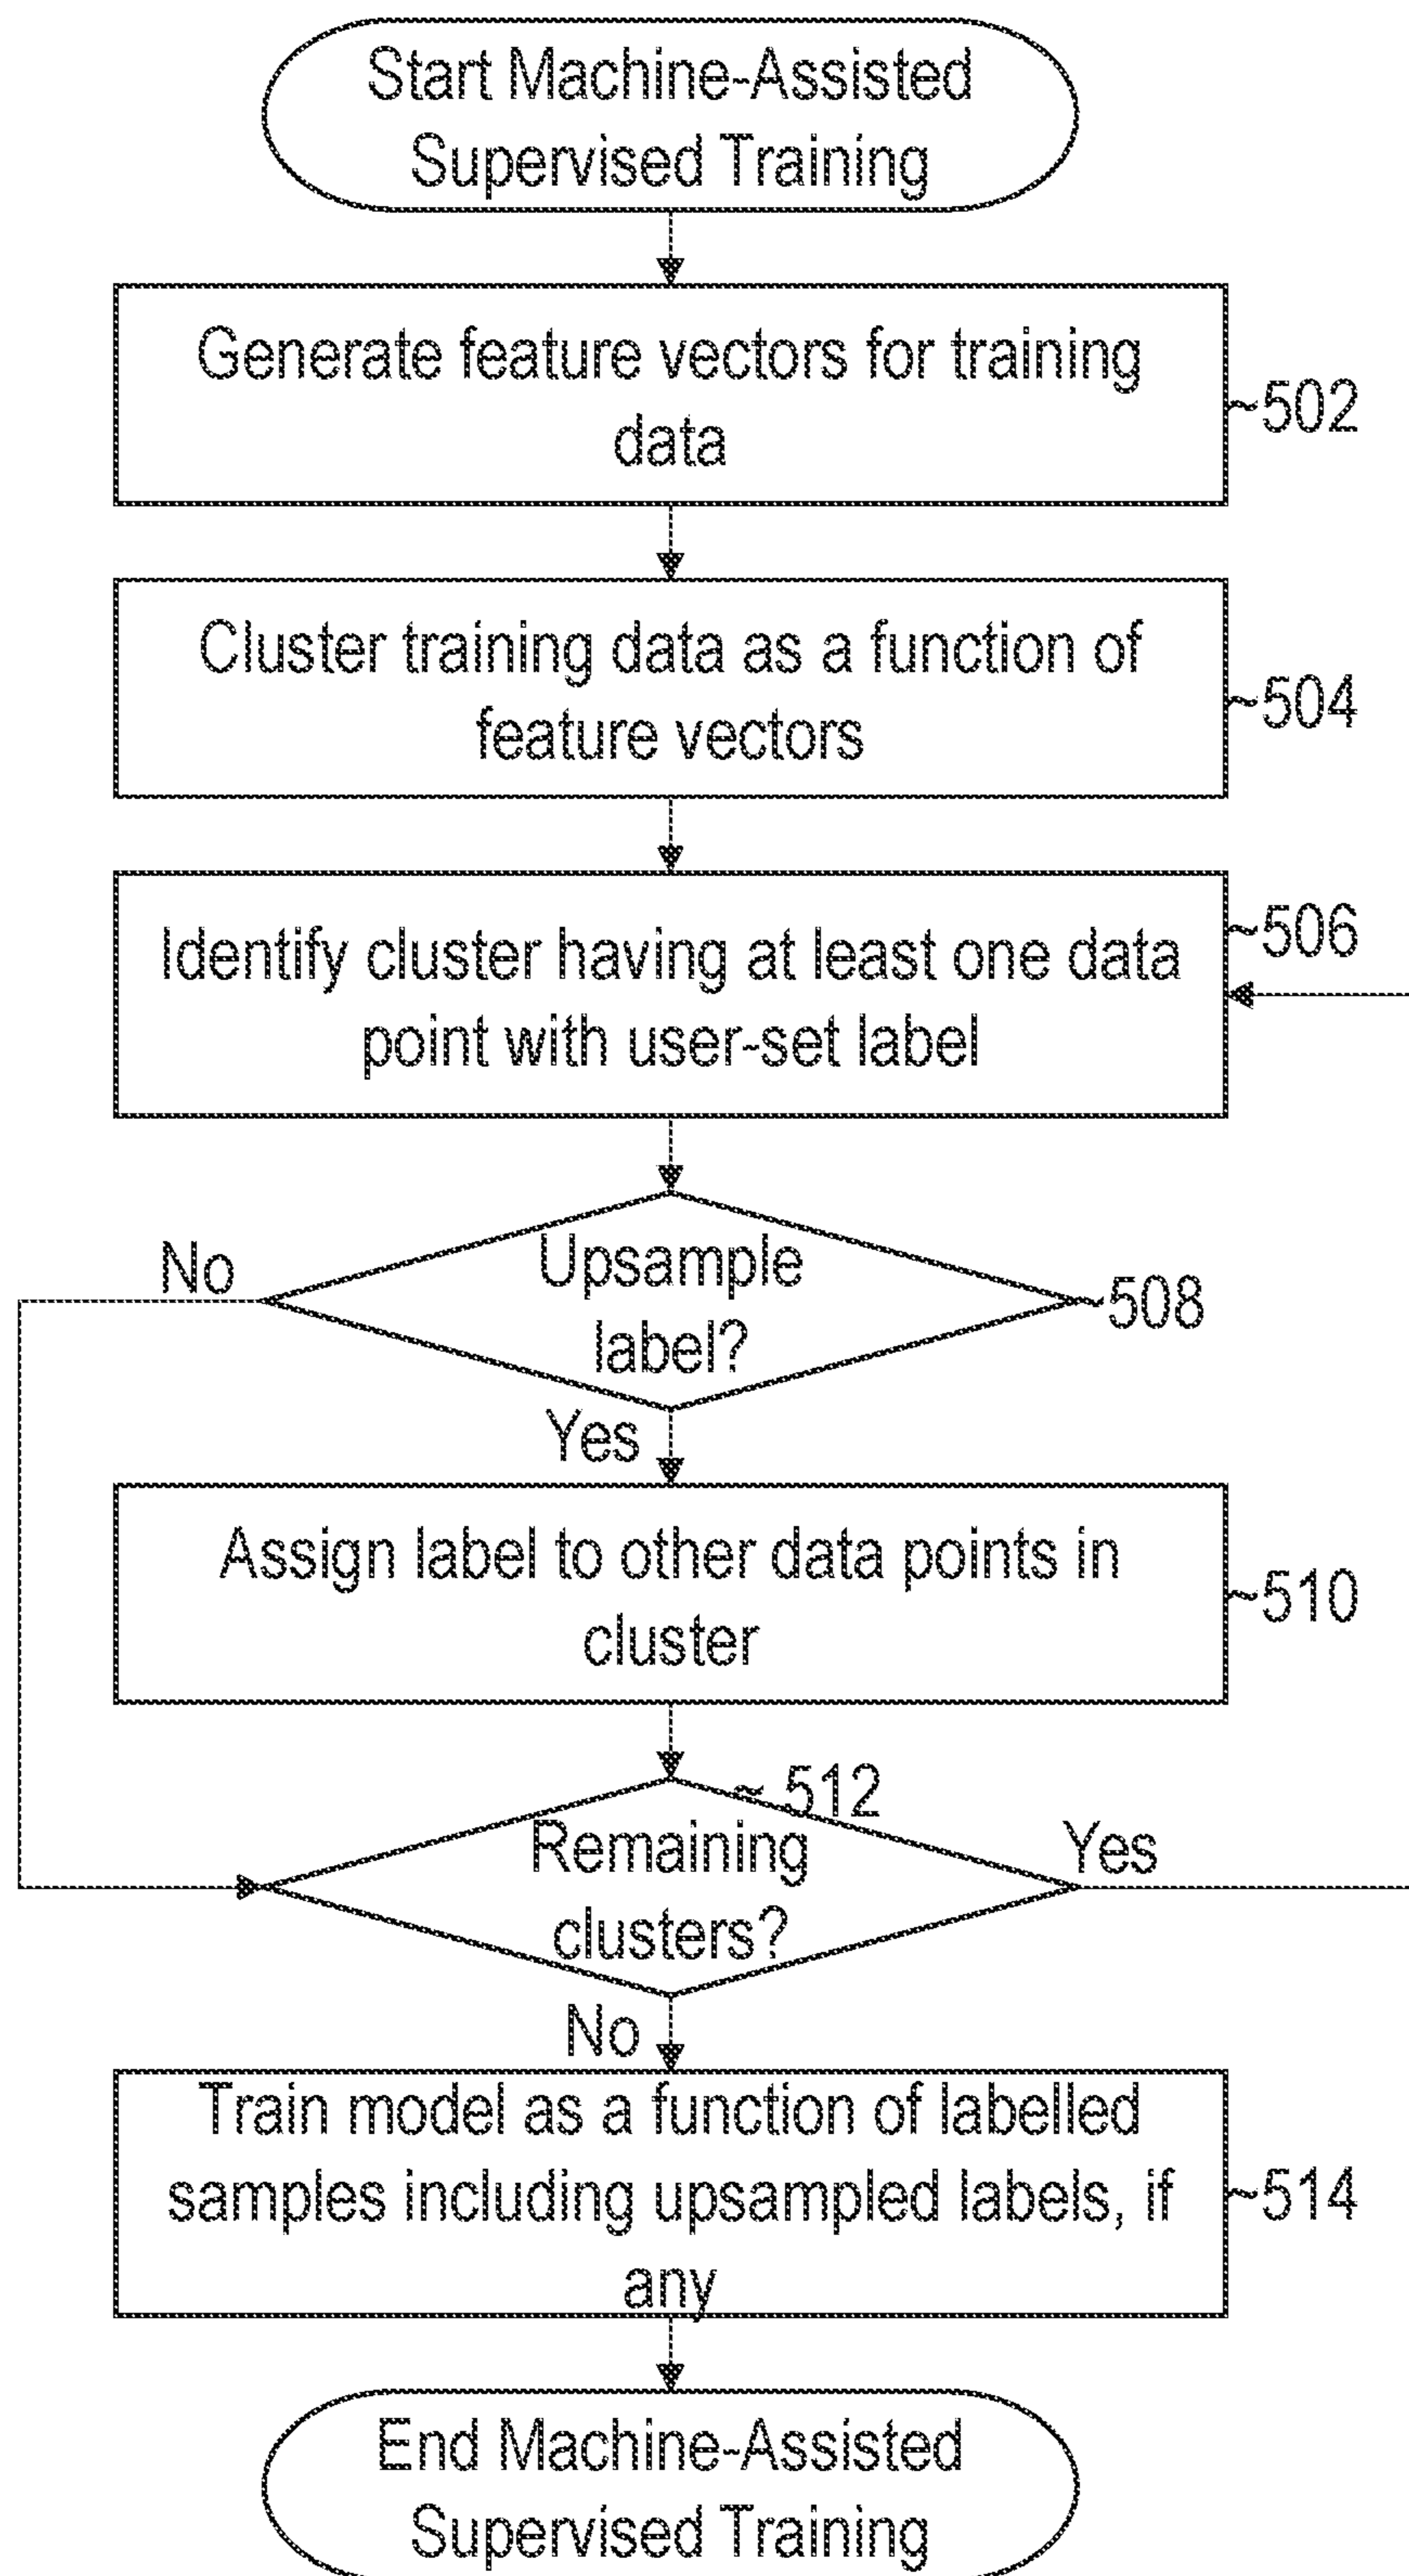 Start Machine-Assisted
Supervised Training
Generate feature vectors for training
data
~502
Cluster training data as a function of
feature vectors
~504
Identify cluster having at least one data
point with user-set label
~506
Upsample
label?
~508
No
Yes
Assign label to other data points in
cluster
~510
~ 512
Remaining
clusters?
Yes
No
Train model as a function of labelled
samples including upsampled labels, if
any
~514
End Machine-Assisted
Supervised Training